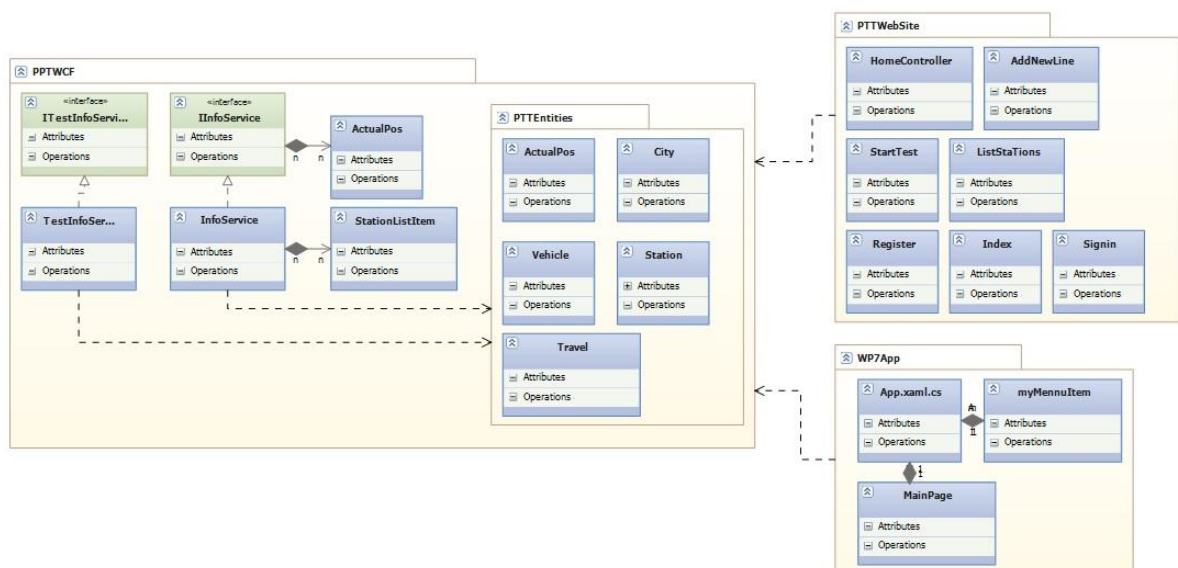 PPTWCF
«interface»
ITestInfoServi...
Attributes
Operations
«interface»
IInfoService
Attributes
Operations
n n
ActualPos
Attributes
Operations
TestInfoSer...
Attributes
Operations
InfoService
Attributes
Operations
n n
StationListItem
Attributes
Operations
PTTEntities
ActualPos
Attributes
Operations
City
Attributes
Operations
Vehicle
Attributes
Operations
Station
Attributes
Operations
Travel
Attributes
Operations
PTTWebSite
HomeController
Attributes
Operations
AddNewLine
Attributes
Operations
StartTest
Attributes
Operations
ListStaTions
Attributes
Operations
Register
Attributes
Operations
Index
Attributes
Operations
Signin
Attributes
Operations
WP7App
App.xaml.cs
Attributes
Operations
myMennuItem
Attributes
Operations
MainPage
Attributes
Operations